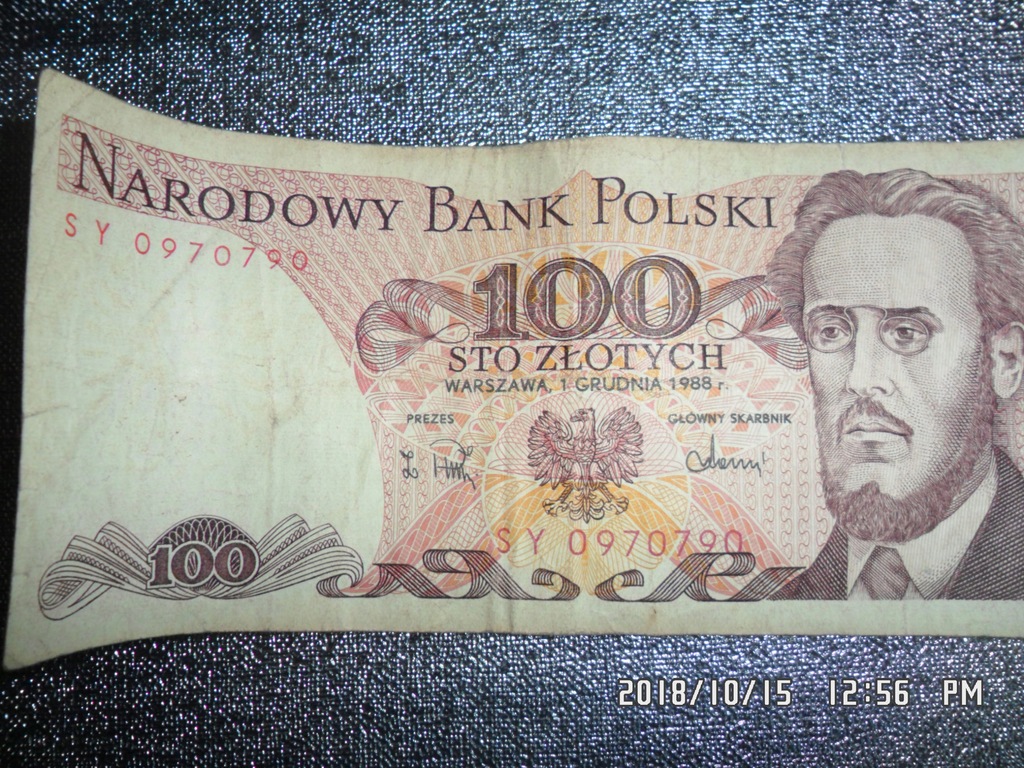 NARODOWY BANK POLSKI
SY 0970790
100
STO ZŁOTYCH
WARSZAWA, 1 GRUDNIA 1988 r.
PREZES
GŁÓWNY SKARBNIK
SY 0970790
100
2018/10/15 12:56 PM